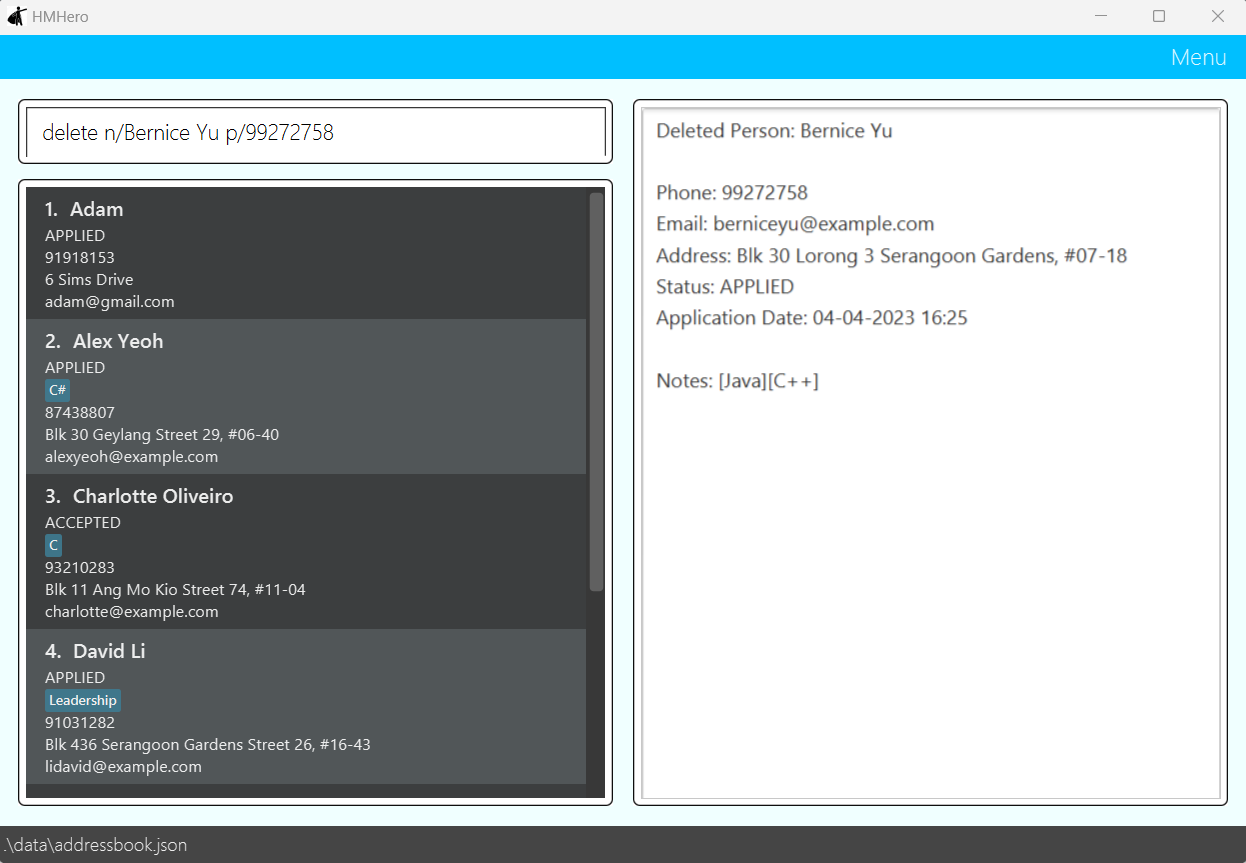 HMHero
Menu
delete n/Bernice Yu p/99272758
1. Adam
APPLIED
91918153
6 Sims Drive
adam@gmail.com
2. Alex Yeoh
APPLIED
C#
87438807
Blk 30 Geylang Street 29, #06-40
alexyeoh@example.com
3. Charlotte Oliveiro
ACCEPTED
C
93210283
Blk 11 Ang Mo Kio Street 74, #11-04
charlotte@example.com
4. David Li
APPLIED
Leadership
91031282
Blk 436 Serangoon Gardens Street 26, #16-43
lidavid@example.com
Deleted Person: Bernice Yu
Phone: 99272758
Email: berniceyu@example.com
Address: Blk 30 Lorong 3 Serangoon Gardens, #07-18
Status: APPLIED
Application Date: 04-04-2023 16:25
Notes: [Java][C++]
.\data\addressbook.json